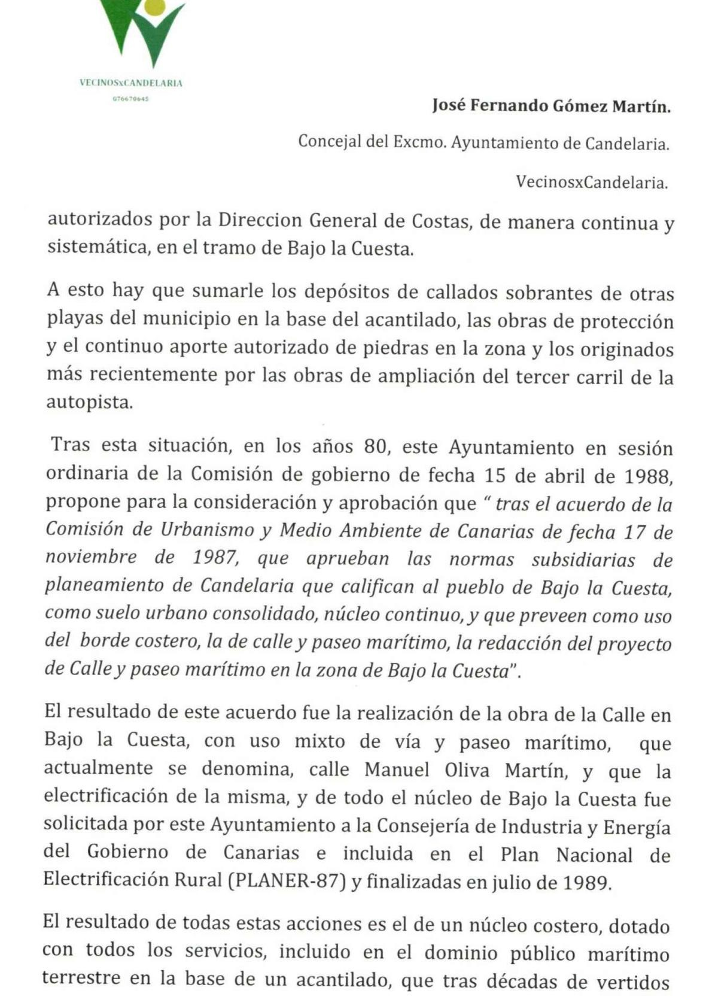 VECINOSxCANDELARIA
G76670645
José Fernando Gómez Martín.
Concejal del Excmo. Ayuntamiento de Candelaria.
VecinosxCandelaria.
autorizados por la Direccion General de Costas, de manera continua y
sistemática, en el tramo de Bajo la Cuesta.
A esto hay que sumarle los depósitos de callados sobrantes de otras
playas del municipio en la base del acantilado, las obras de protección
y el continuo aporte autorizado de piedras en la zona y los originados
más recientemente por las obras de ampliación del tercer carril de la
autopista.
Tras esta situación, en los años 80, este Ayuntamiento en sesión
ordinaria de la Comisión de gobierno de fecha 15 de abril de 1988,
propone para la consideración y aprobación que “ tras el acuerdo de la
Comisión de Urbanismo y Medio Ambiente de Canarias de fecha 17 de
noviembre de 1987, que aprueban las normas subsidiarias de
planeamiento de Candelaria que califican al pueblo de Bajo la Cuesta,
como suelo urbano consolidado, núcleo continuo, y que preveen como uso
del borde costero, la de calle y paseo marítimo, la redacción del proyecto
de Calle y paseo marítimo en la zona de Bajo la Cuesta”.
El resultado de este acuerdo fue la realización de la obra de la Calle en
Bajo la Cuesta, con uso mixto de vía y paseo marítimo, que
actualmente se denomina, calle Manuel Oliva Martín, y que la
electrificación de la misma, y de todo el núcleo de Bajo la Cuesta fue
solicitada por este Ayuntamiento a la Consejería de Industria y Energía
del Gobierno de Canarias e incluida en el Plan Nacional de
Electrificación Rural (PLANER-87) y finalizadas en julio de 1989.
El resultado de todas estas acciones es el de un núcleo costero, dotado
con todos los servicios, incluido en el dominio público marítimo
terrestre en la base de un acantilado, que tras décadas de vertidos